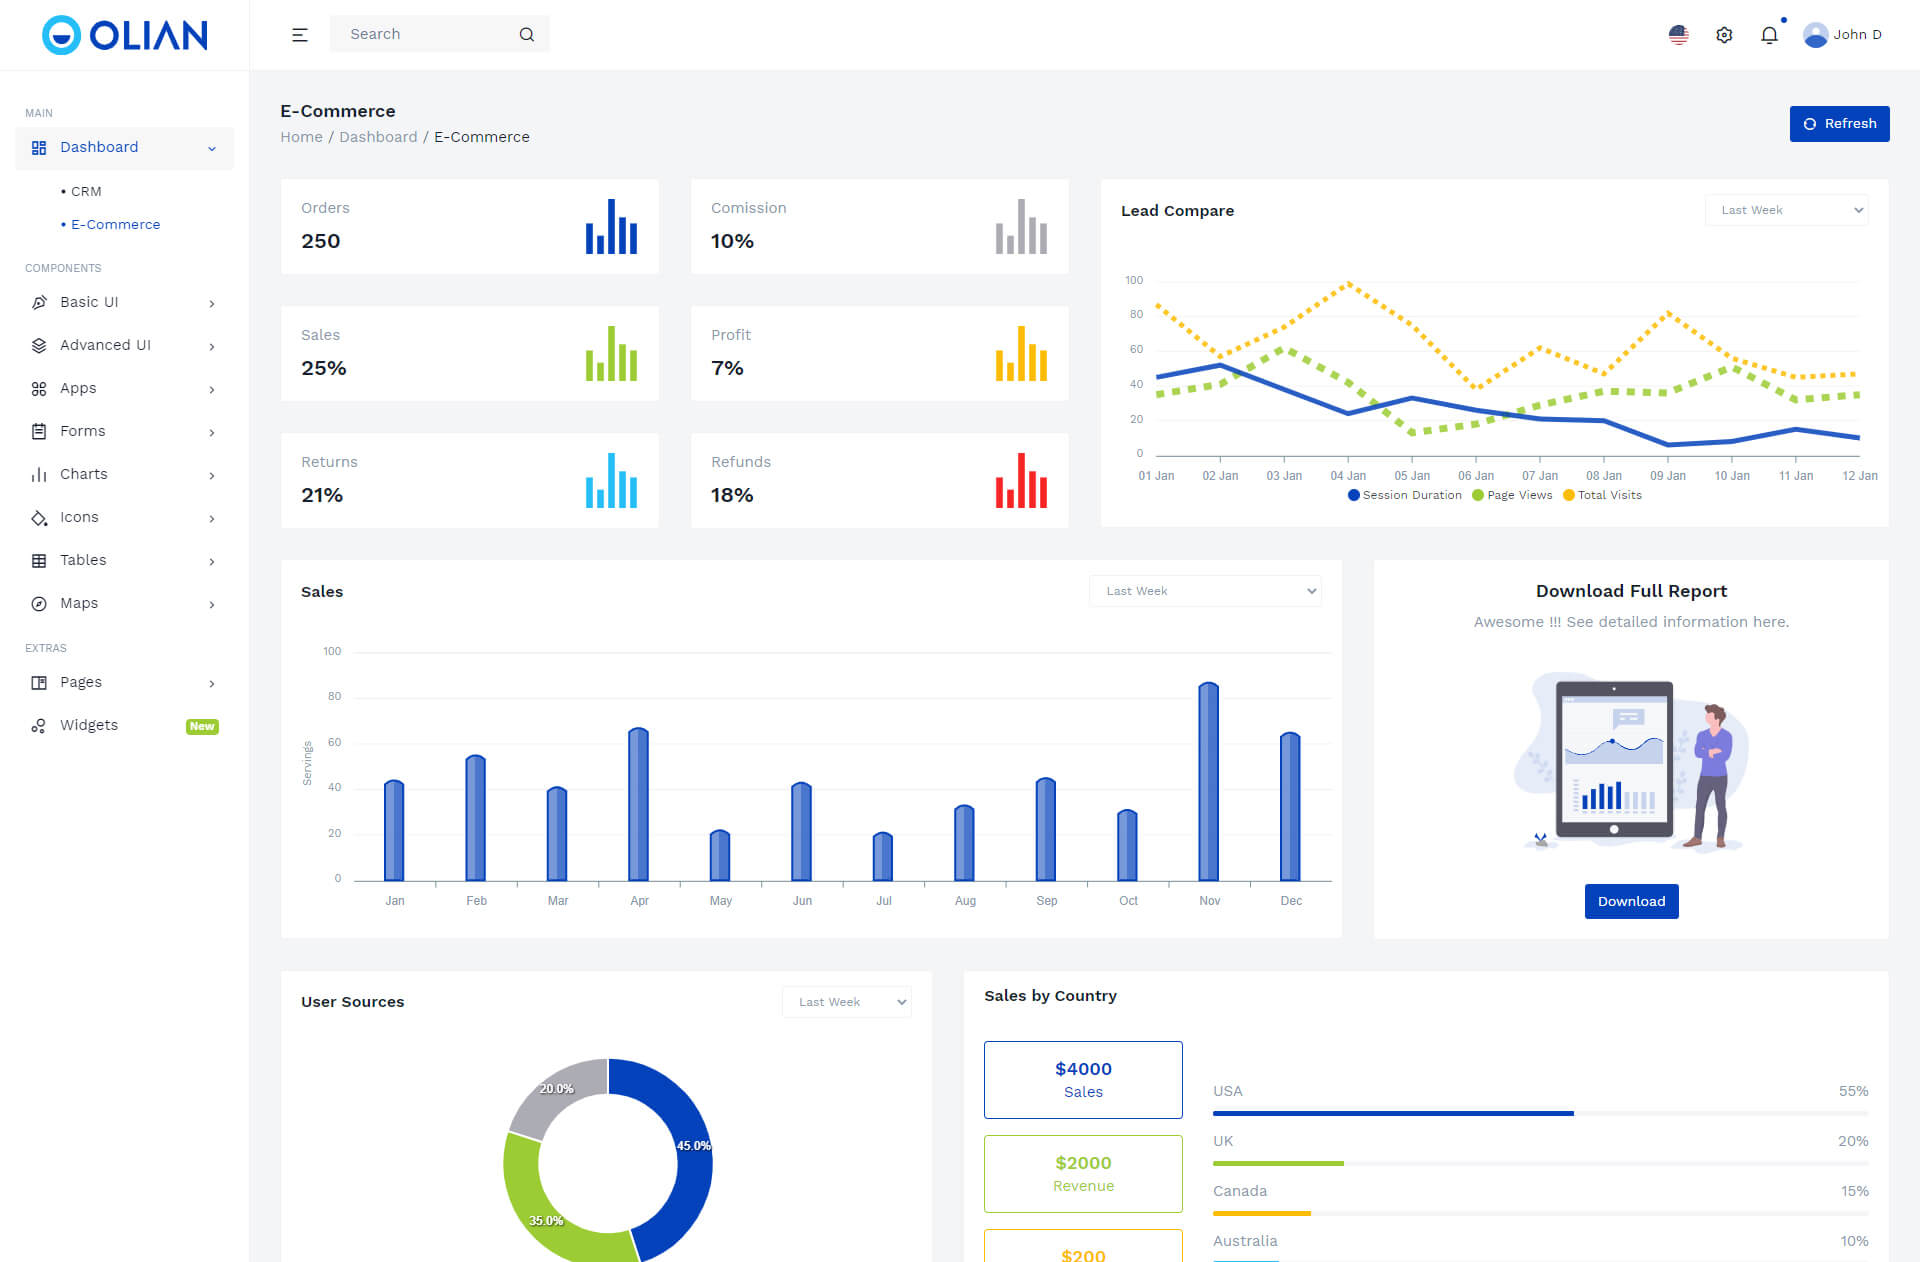 OLIAN
Search
John D
MAIN
Dashboard
• CRM
• E-Commerce
COMPONENTS
Basic UI
Advanced UI
Apps
Forms
Charts
Icons
Tables
Maps
EXTRAS
Pages
Widgets New
E-Commerce
Home / Dashboard / E-Commerce
Refresh
Orders
250
Comission
10%
Sales
25%
Profit
7%
Returns
21%
Refunds
18%
Lead Compare
Last Week
100
80
60
40
20
0
01 Jan 02 Jan 03 Jan 04 Jan 05 Jan 06 Jan 07 Jan 08 Jan 09 Jan 10 Jan 11 Jan 12 Jan
Session Duration Page Views Total Visits
Sales
Last Week
Servings
100
80
60
40
20
0
Jan Feb Mar Apr May Jun Jul Aug Sep Oct Nov Dec
Download Full Report
Awesome !!! See detailed information here.
Download
User Sources
Last Week
20.0%
45.0%
35.0%
Sales by Country
$4000
Sales
$2000
Revenue
$200
USA 55%
UK 20%
Canada 15%
Australia 10%